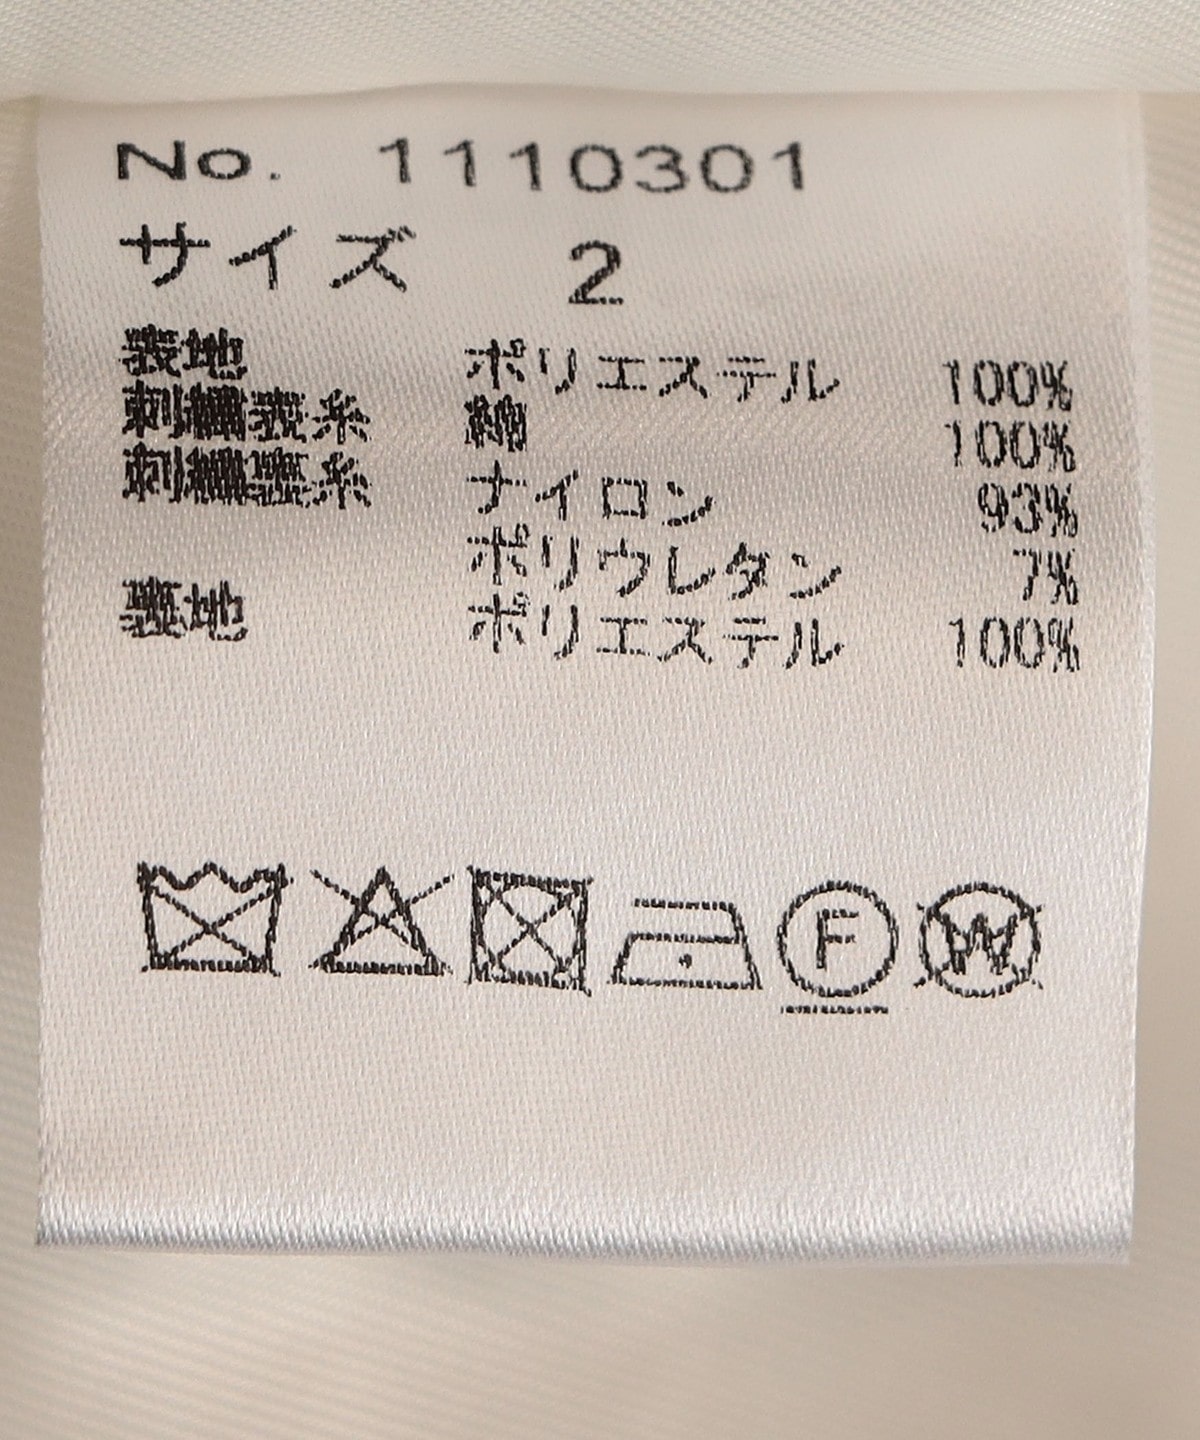 No. 1110301
サイズ 2
表地 ポリエステル 100%
刺繍表糸 綿 100%
刺繍裏糸 ナイロン 93%
ポリウレタン 7%
裏地 ポリエステル 100%
F W